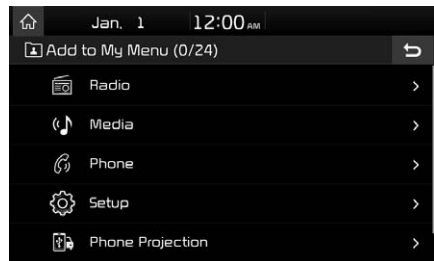 Jan. 1 12:00 AM
Add to My Menu (0/24)
Radio
Media
Phone
Setup
Phone Projection